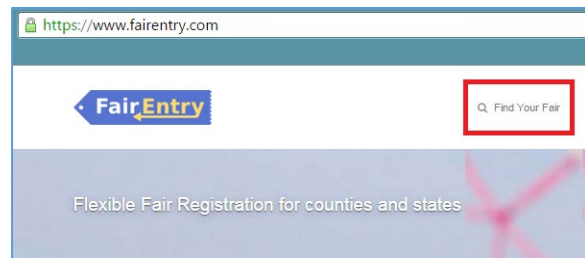 https://www.fairentry.com
FairEntry
Find Your Fair
Flexible Fair Registration for counties and states